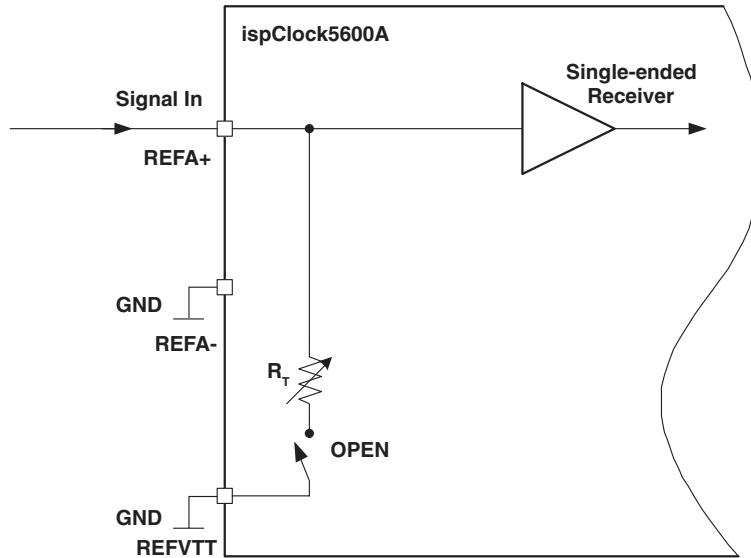 ispClock5600A
Single-ended
Receiver
Signal In
REFA+
GND
REFA-
RT
OPEN
GND
REFVTT